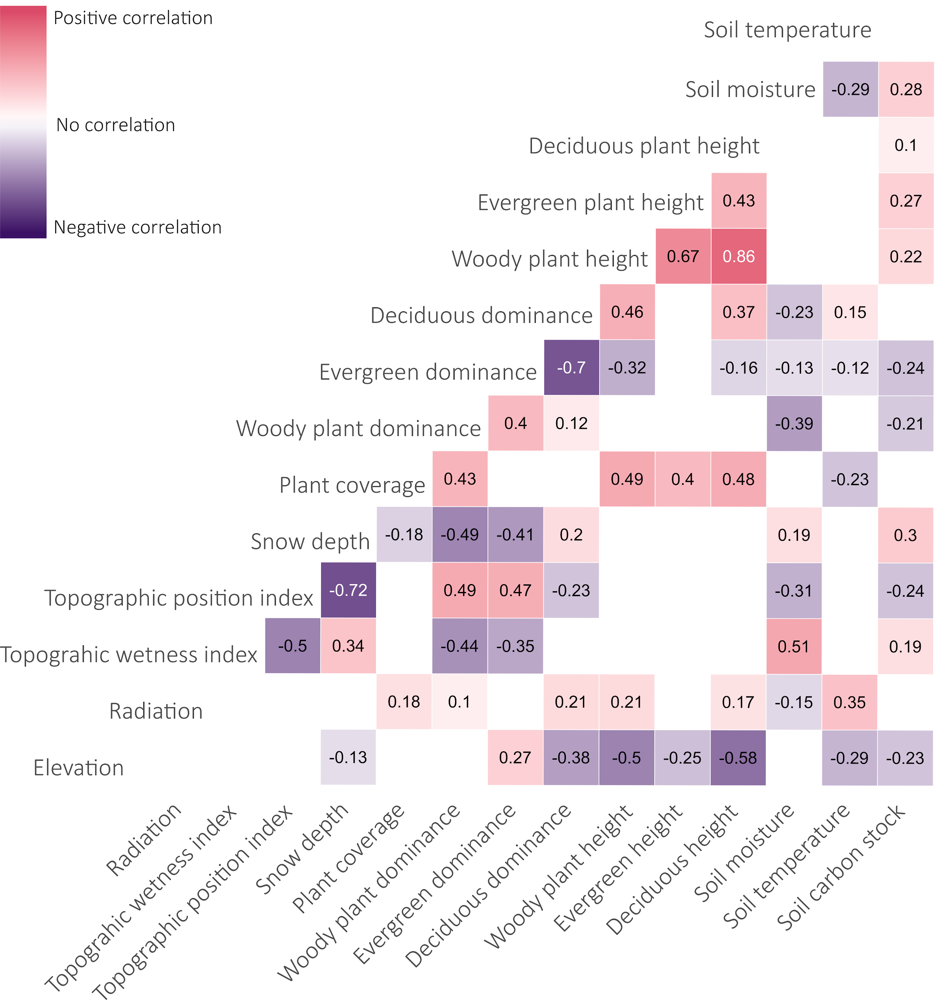 Positive correlation
No correlation
Negative correlation
Soil temperature
Soil moisture -0.29 0.28
Deciduous plant height 0.1
Evergreen plant height 0.43 0.27
Woody plant height 0.67 0.86 0.22
Deciduous dominance 0.46 0.37 -0.23 0.15
Evergreen dominance -0.7 -0.32 -0.16 -0.13 -0.12 -0.24
Woody plant dominance 0.4 0.12 -0.39 -0.21
Plant coverage 0.43 0.49 0.4 0.48 -0.23
Snow depth -0.18 -0.49 -0.41 0.2 0.19 0.3
Topographic position index -0.72 0.49 0.47 -0.23 -0.31 -0.24
Topograhic wetness index -0.5 0.34 -0.44 -0.35 0.51 0.19
Radiation 0.18 0.1 0.21 0.21 0.17 -0.15 0.35
Elevation -0.13 0.27 -0.38 -0.5 -0.25 -0.58 -0.29 -0.23
Radiation
Topograhic wetness index
Topographic position index
Snow depth
Plant coverage
Woody plant dominance
Evergreen dominance
Deciduous dominance
Woody plant height
Evergreen height
Deciduous height
Soil moisture
Soil temperature
Soil carbon stock